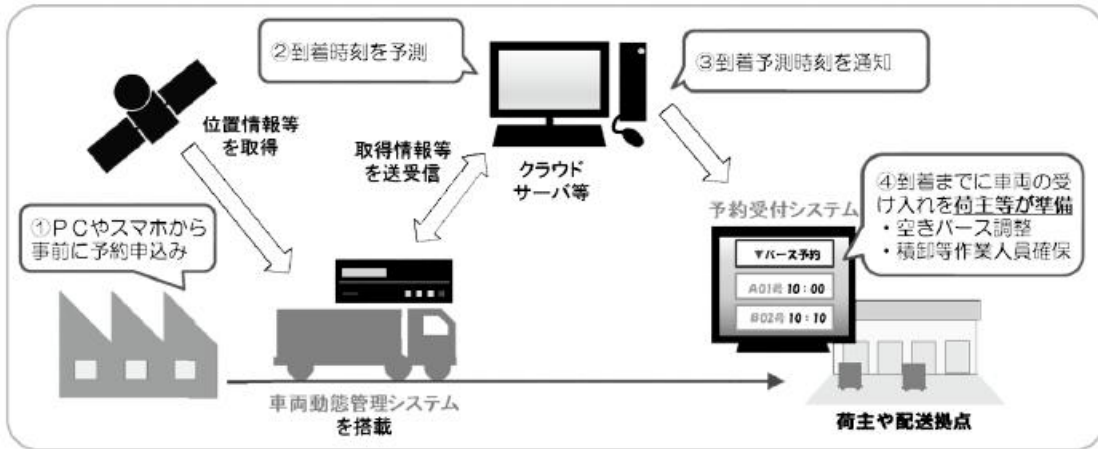 ②到着時刻を予測
③到着予測時刻を通知
位置情報等
を取得
取得情報等
を送受信
クラウド
サーバ等
①PCやスマホから
事前に予約申込み
予約受付システム
④到着までに車両の受
け入れを荷主等が準備
・空きバース調整
・積卸等作業人員確保
▼バース予約
A01号 10:00
B02号 10:10
車両動態管理システム
を搭載
荷主や配送拠点